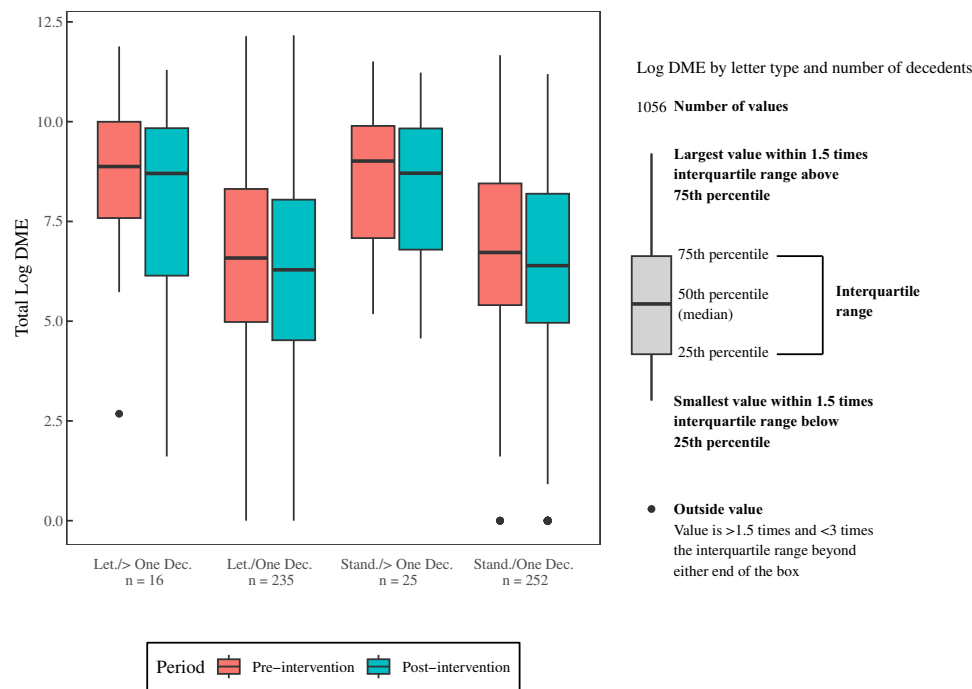 Total Log DME
12.5
10.0
7.5
5.0
2.5
0.0
Let./> One Dec.
n = 16
Let./One Dec.
n = 235
Stand./> One Dec.
n = 25
Stand./One Dec.
n = 252
Period
Pre−intervention
Post−intervention
Log DME by letter type and number of decedents
1056 Number of values
Largest value within 1.5 times
interquartile range above
75th percentile
75th percentile
50th percentile
(median)
25th percentile
Interquartile
range
Smallest value within 1.5 times
interquartile range below
25th percentile
Outside value
Value is >1.5 times and <3 times
the interquartile range beyond
either end of the box